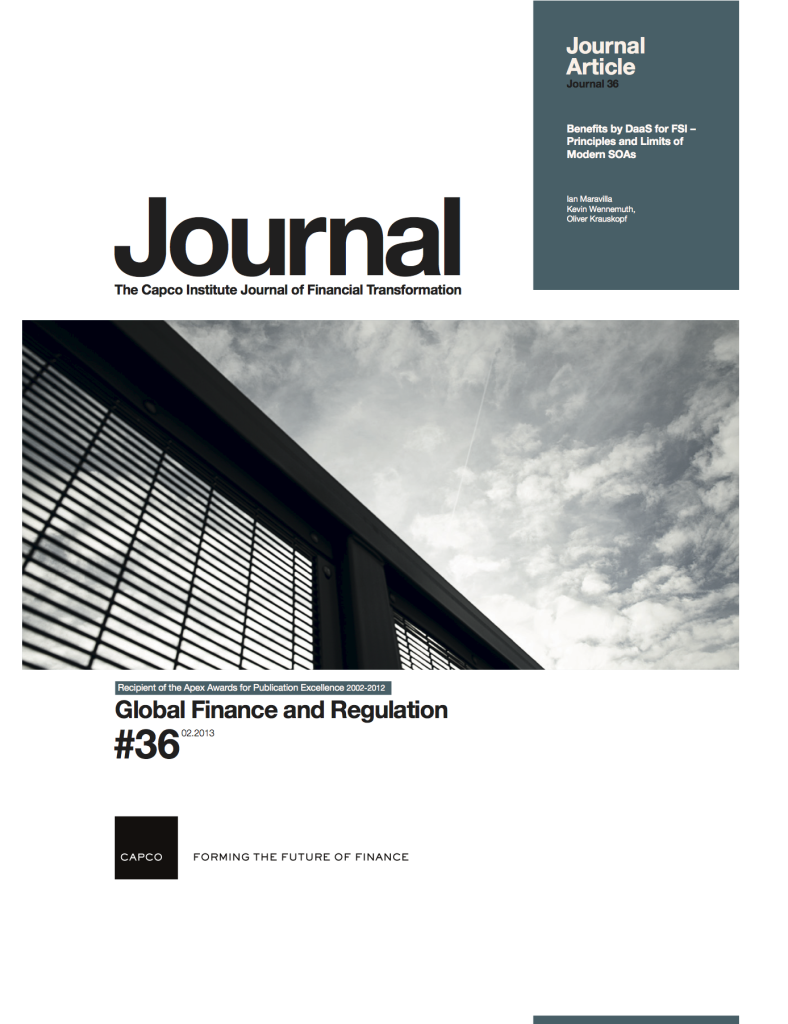 Journal
Article
Journal 36
Benefits by DaaS for FSI –
Principles and Limits of
Modern SOAs
Ian Maravilla
Kevin Wennemuth,
Oliver Krauskopf
Journal
The Capco Institute Journal of Financial Transformation
Recipient of the Apex Awards for Publication Excellence 2002-2012
Global Finance and Regulation
#36 02.2013
CAPCO
FORMING THE FUTURE OF FINANCE